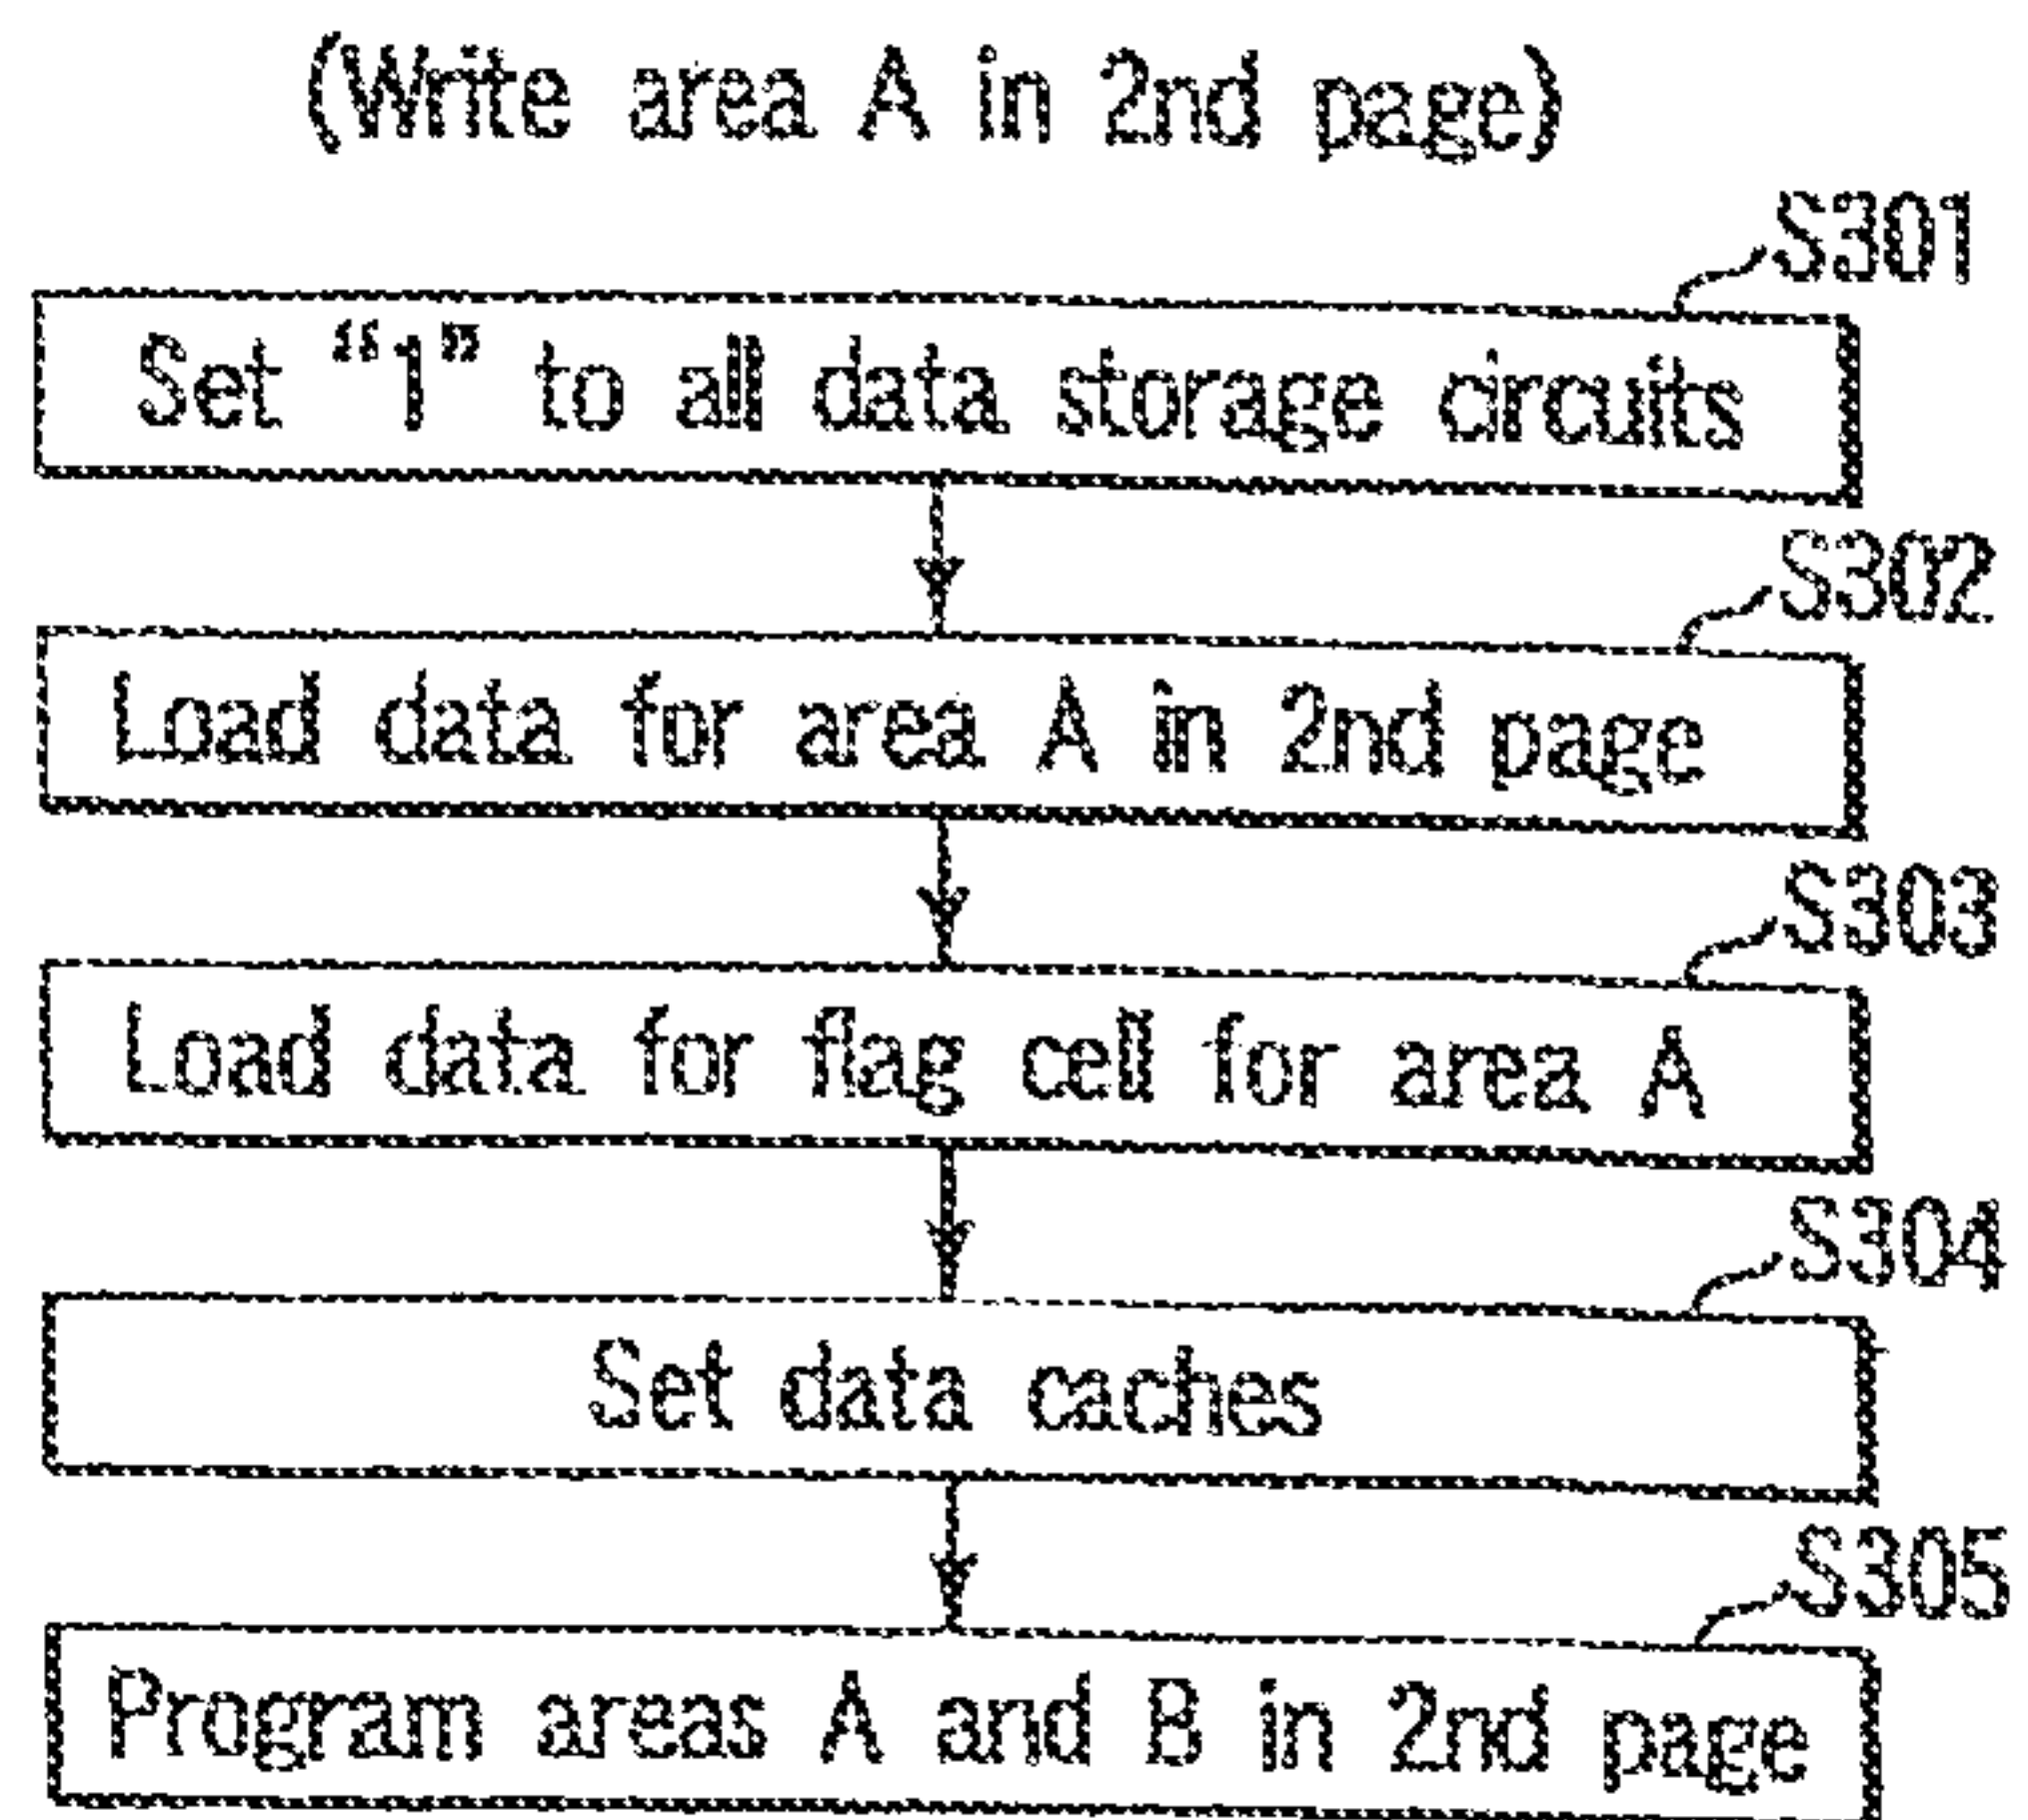 (Write area A in 2nd page)
S301
Set “1” to all data storage circuits
S302
Load data for area A in 2nd page
S303
Load data for flag cell for area A
S304
Set data caches
S305
Program areas A and B in 2nd page